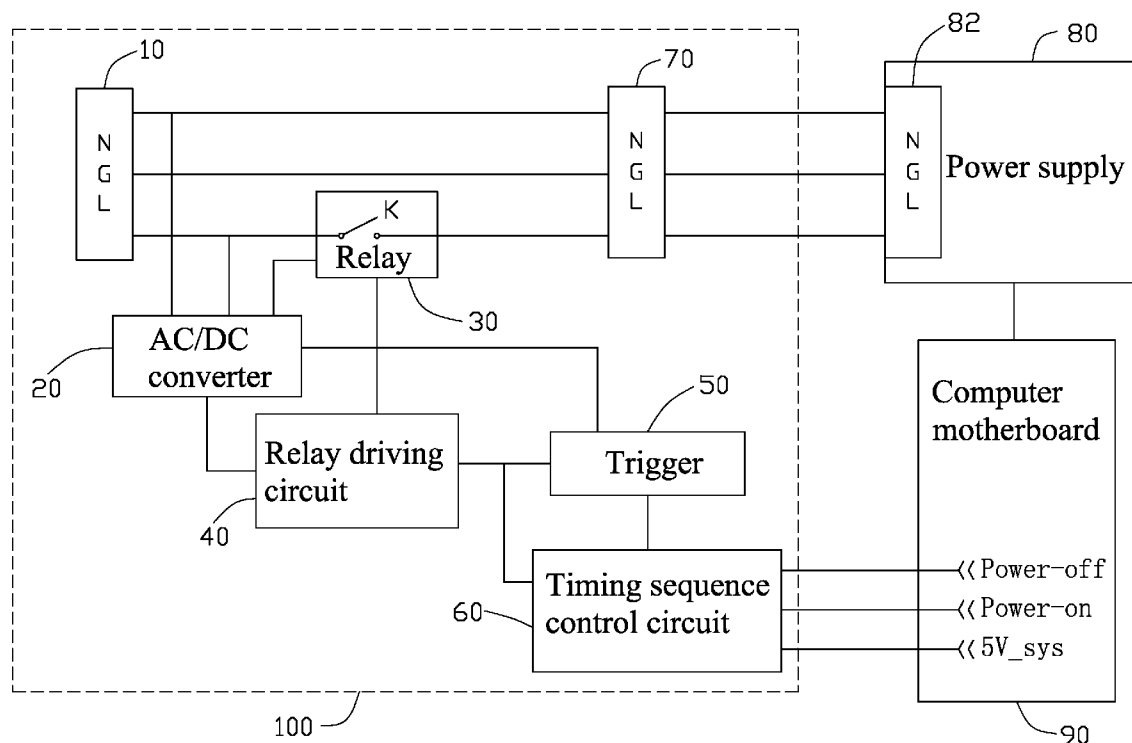 10
70
82
80
N
G
L
N
G
L
N
G
L
Power supply
K
Relay
30
AC/DC
converter
20
50
Computer
motherboard
Relay driving
circuit
40
Trigger
Timing sequence
control circuit
60
Power-off
Power-on
5V_sys
100
90